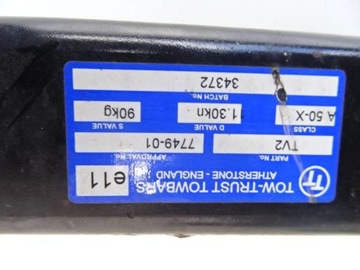 TT
TOW-TRUST TOWBARS
ATHERSTONE - ENGLAND
e11
PART No.
TV2
APPROVAL No.
7749-01
CLASS
A 50-X
D VALUE
11.30kn
S VALUE
90kg
BATCH No.
34372